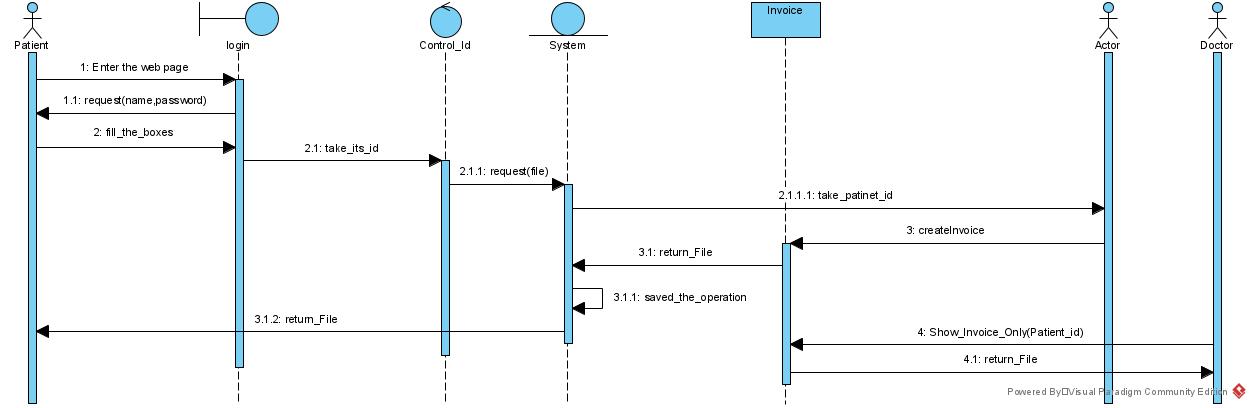 Invoice
Patient
login
Control_Id
System
Actor
Doctor
1: Enter the web page
1.1: request(name,password)
2: fill_the_boxes
2.1: take_its_id
2.1.1: request(file)
2.1.1.1: take_patinet_id
3: createInvoice
3.1: return_File
3.1.1: saved_the_operation
3.1.2: return_File
4: Show_Invoice_Only(Patient_id)
4.1: return_File
Powered By□Visual Paradigm Community Edition